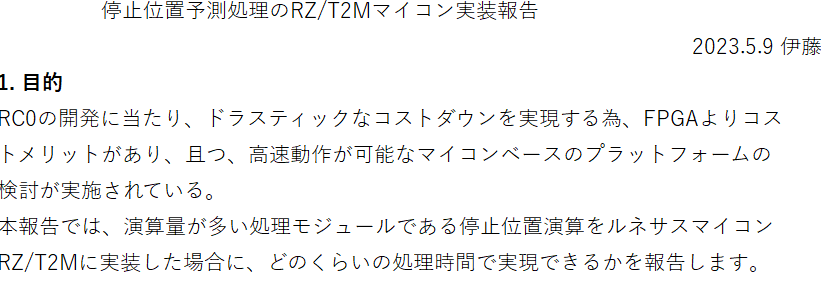 停止位置予測処理のRZ/T2Mマイコン実装報告
2023.5.9 伊藤
1. 目的
RC0の開発に当たり、ドラスティックなコストダウンを実現する為、FPGAよりコス
トメリットがあり、且つ、高速動作が可能なマイコンベースのプラットフォームの
検討が実施されている。
本報告では、演算量が多い処理モジュールである停止位置演算をルネサスマイコン
RZ/T2Mに実装した場合に、どのくらいの処理時間で実現できるかを報告します。